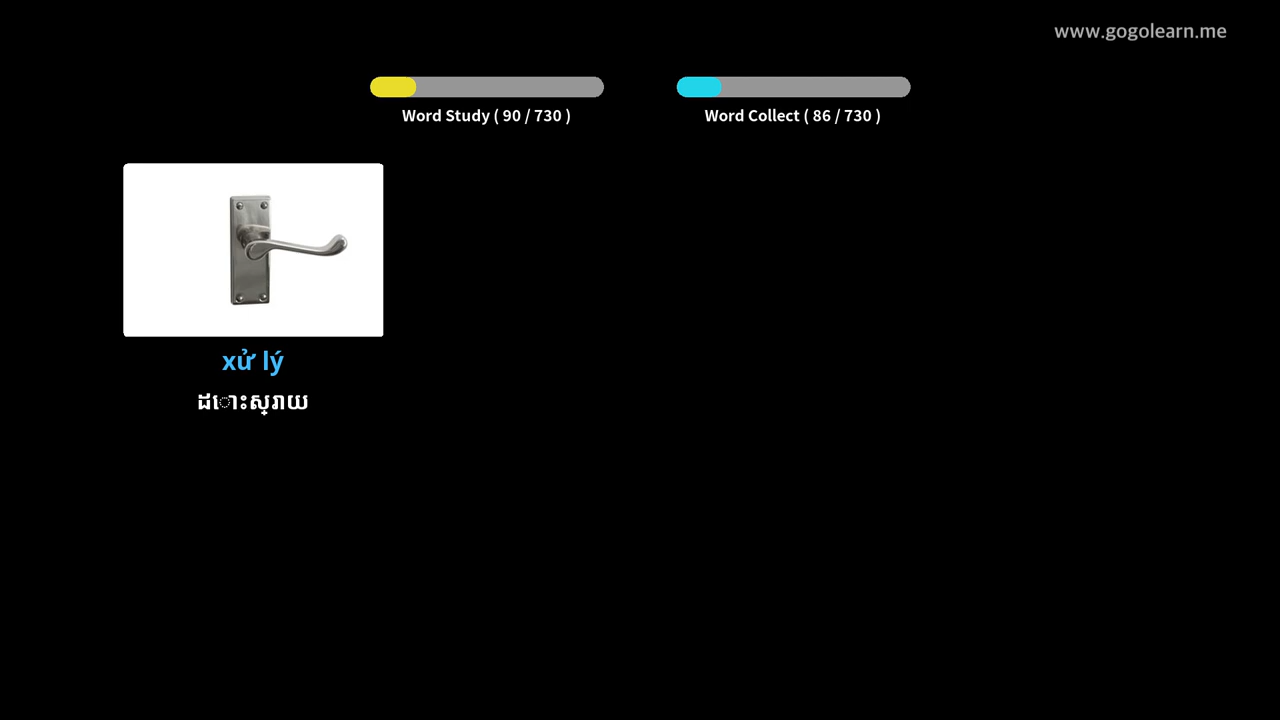 www.gogolearn.me
Word Study ( 90 / 730 )
Word Collect ( 86 / 730 )
xử lý
ដោះស្រាយ